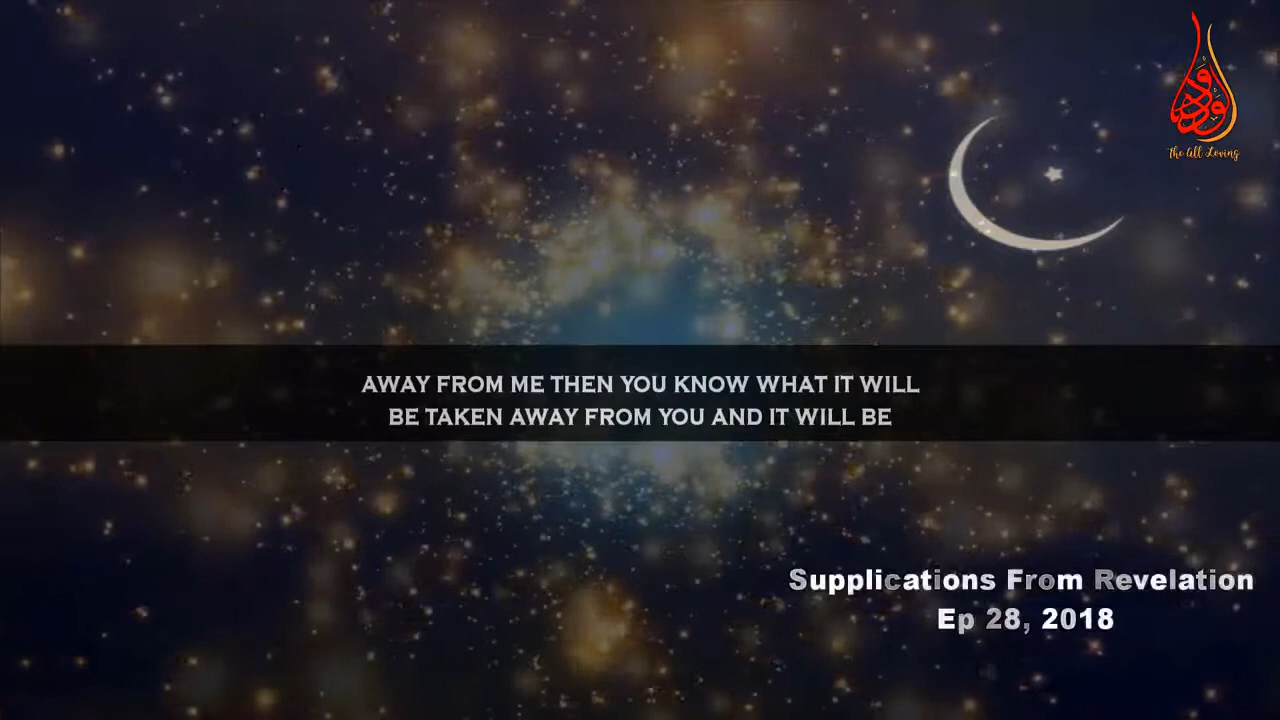 ودود
The All Loving
AWAY FROM ME THEN YOU KNOW WHAT IT WILL
BE TAKEN AWAY FROM YOU AND IT WILL BE
Supplications From Revelation
Ep 28, 2018